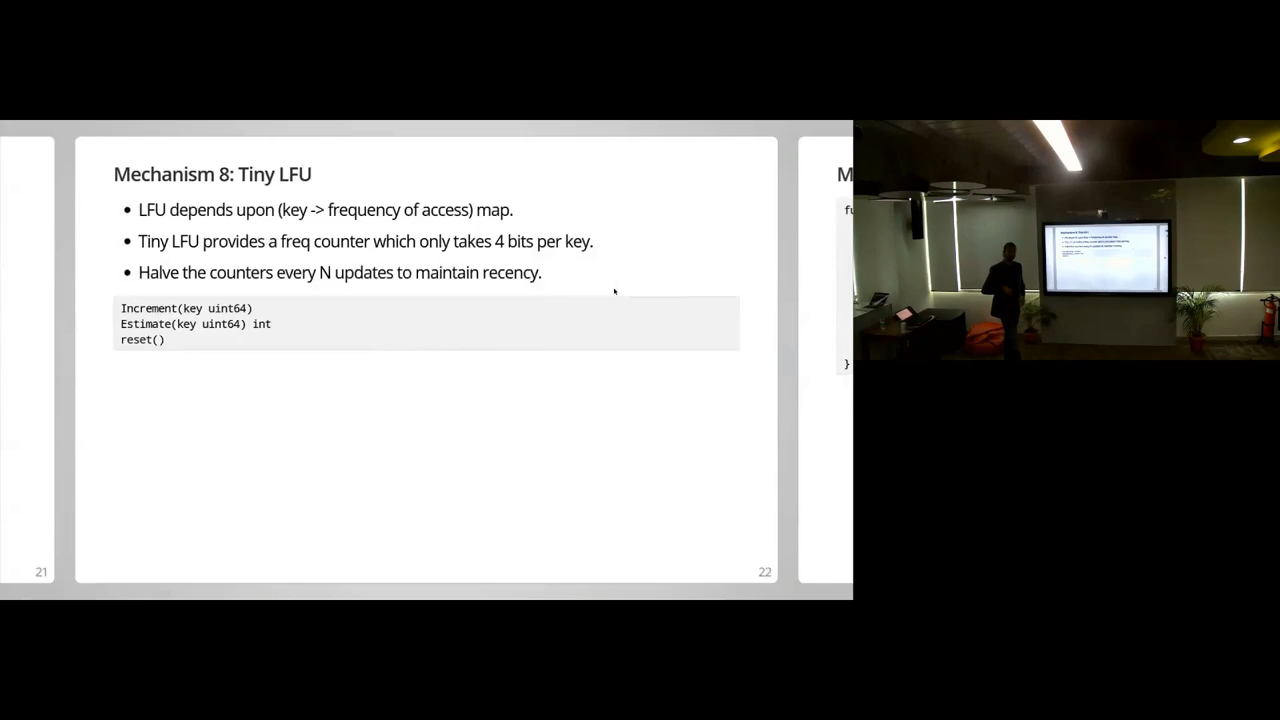 Mechanism 8: Tiny LFU
• LFU depends upon (key -> frequency of access) map.
• Tiny LFU provides a freq counter which only takes 4 bits per key.
• Halve the counters every N updates to maintain recency.
Increment(key uint64)
Estimate(key uint64) int
reset()
21
22
M
fu
}